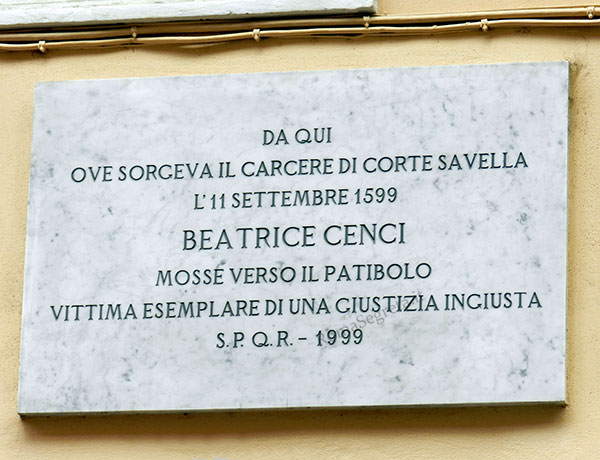 DA QUI
OVE SORGEVA IL CARCERE DI CORTE SAVELLA
L'11 SETTEMBRE 1599
BEATRICE CENCI
MOSSE VERSO IL PATIBOLO
VITTIMA ESEMPLARE DI UNA GIUSTIZIA INGIUSTA
S. P. Q. R. - 1999